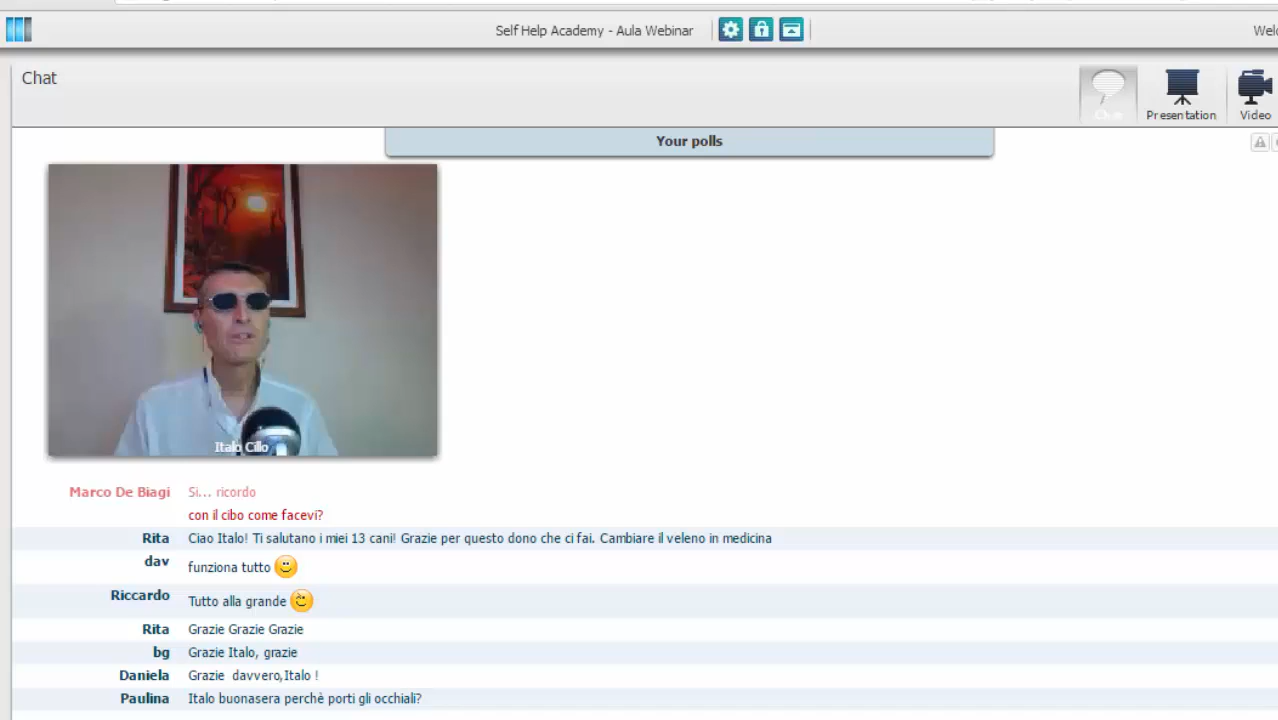 Self Help Academy - Aula Webinar
Chat
Chat
Presentation
Video
Your polls
Italo Cillo
Marco De Biagi Si... ricordo
con il cibo come facevi?
Rita Ciao Italo! Ti salutano i miei 13 cani! Grazie per questo dono che ci fai. Cambiare il veleno in medicina
dav funziona tutto
Riccardo Tutto alla grande
Rita Grazie Grazie Grazie
bg Grazie Italo, grazie
Daniela Grazie davvero,Italo !
Paulina Italo buonasera perchè porti gli occhiali?